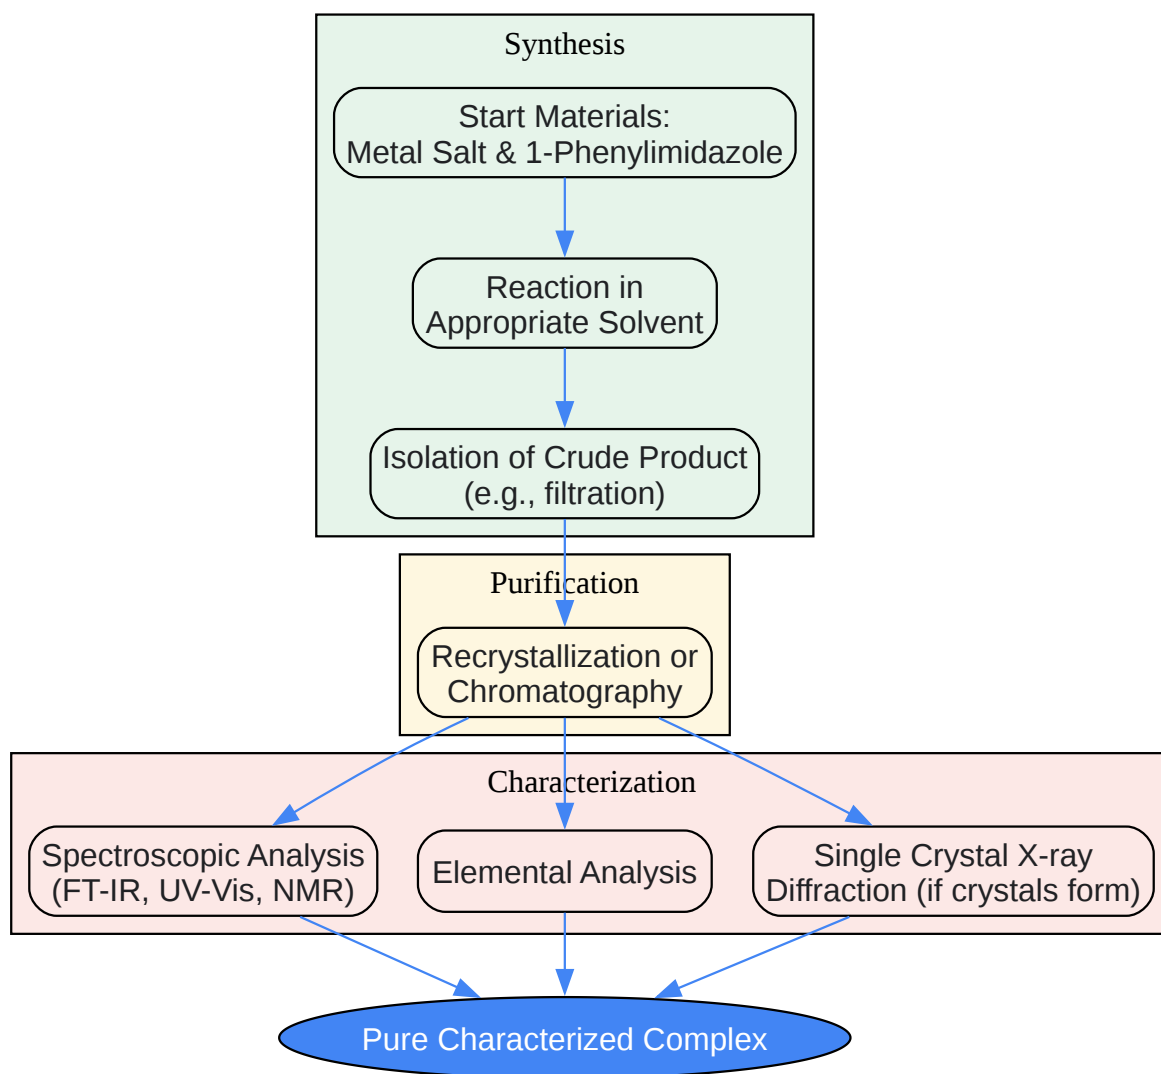 Synthesis
Start Materials:
Metal Salt & 1-Phenylimidazole
Reaction in
Appropriate Solvent
Isolation of Crude Product
(e.g., filtration)
Purification
Recrystallization or
Chromatography
Characterization
Spectroscopic Analysis
(FT-IR, UV-Vis, NMR)
Elemental Analysis
Single Crystal X-ray
Diffraction (if crystals form)
Pure Characterized Complex